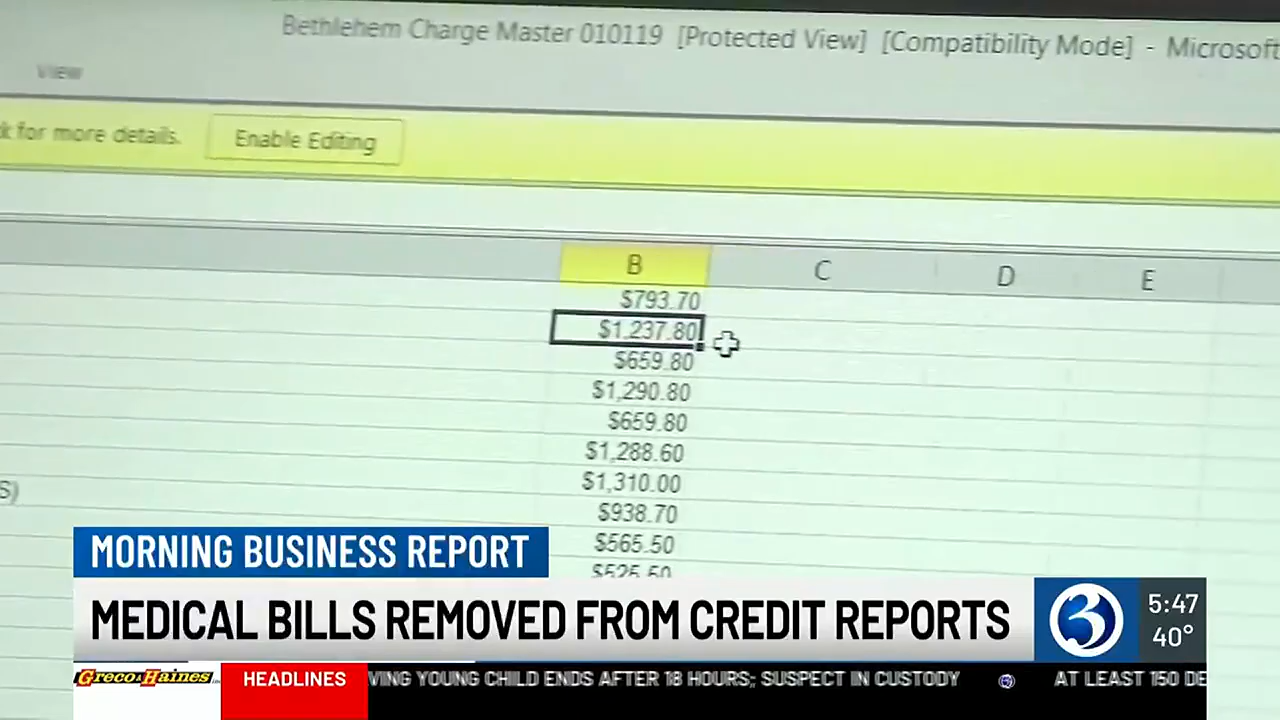 Bethlehem Charge Master 010119 [Protected View] [Compatibility Mode] - Microsoft
View
k for more details.
Enable Editing
B C D E
$793.70
$1,237.80
$659.80
$1,290.80
$659.80
$1,288.60
$1,310.00
$938.70
S)
$565.50
$525.50
MORNING BUSINESS REPORT
MEDICAL BILLS REMOVED FROM CREDIT REPORTS
3
5:47
40°
Greco & Haines
HEADLINES
VING YOUNG CHILD ENDS AFTER 18 HOURS; SUSPECT IN CUSTODY
AT LEAST 150 DE